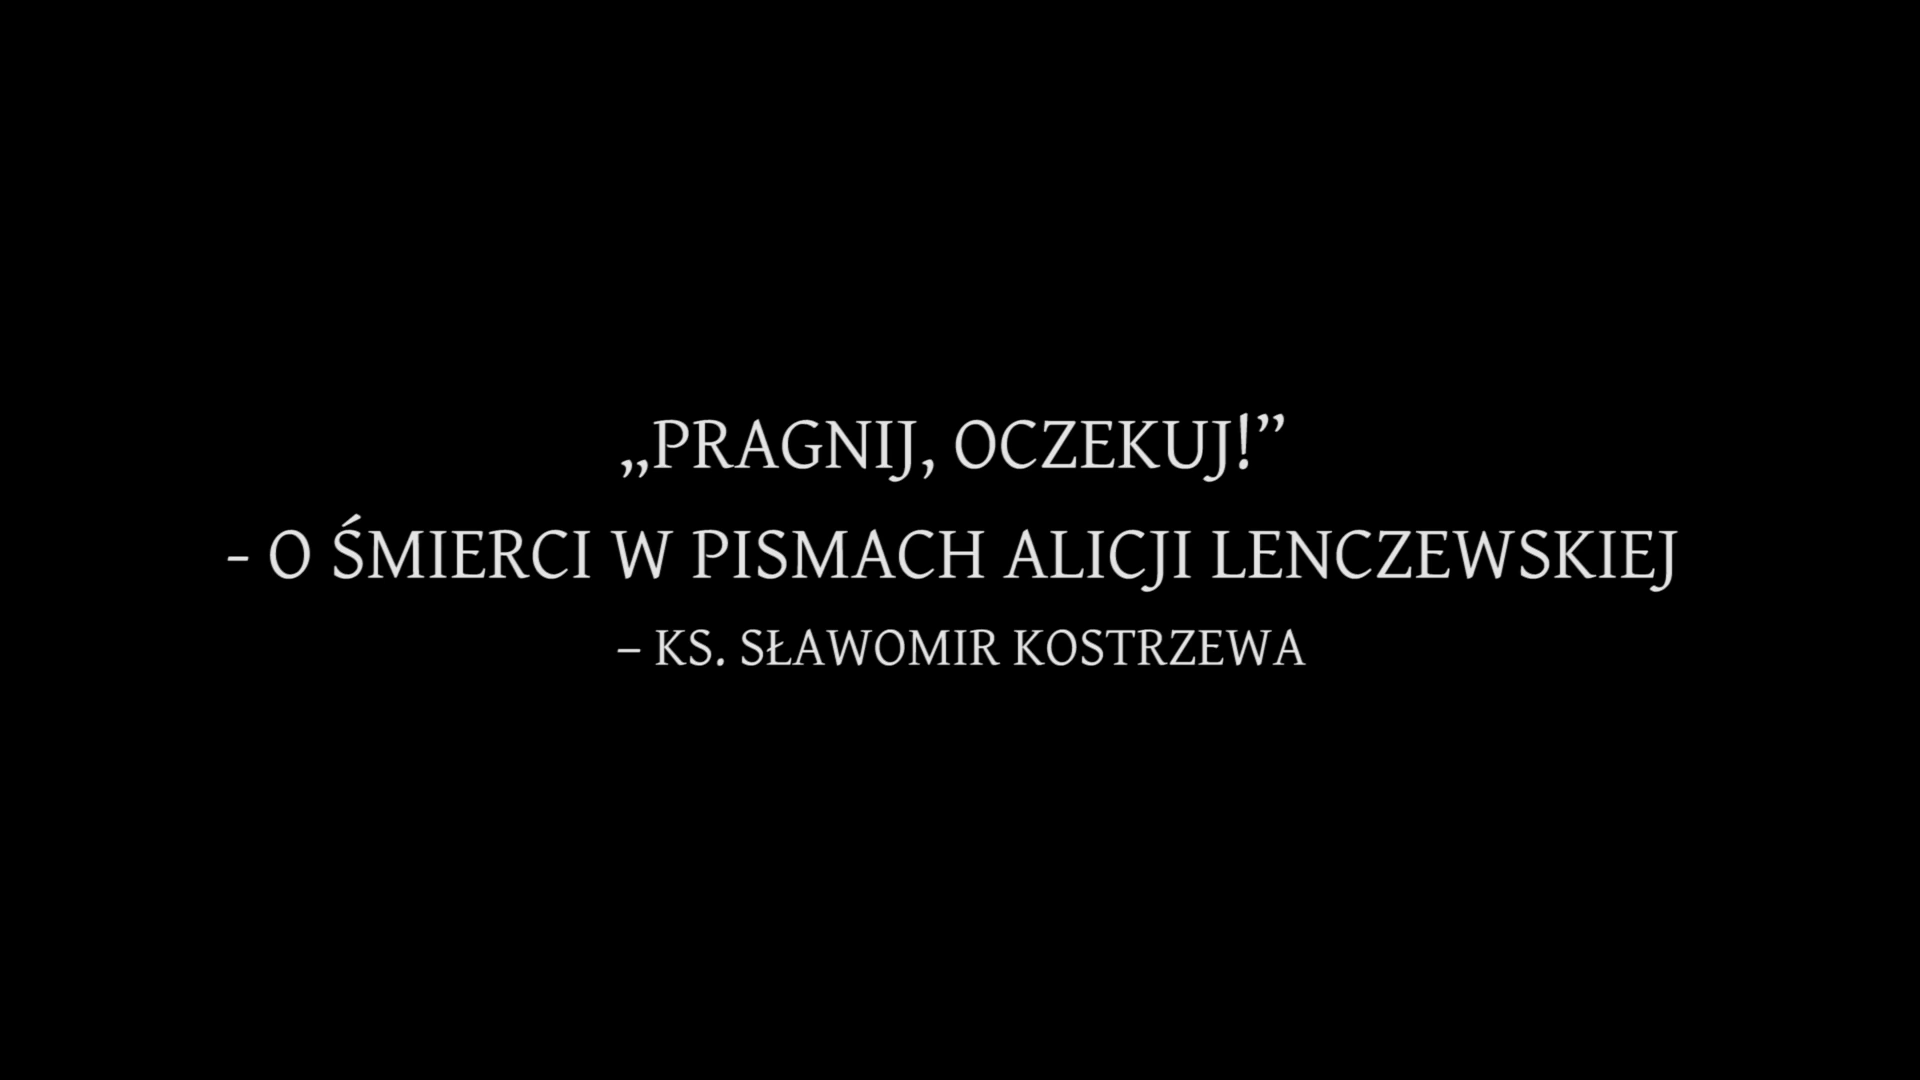 „PRAGNIJ, OCZEKUJ!”
- O ŚMIERCI W PISMACH ALICJI LENCZEWSKIEJ
– KS. SŁAWOMIR KOSTRZEWA